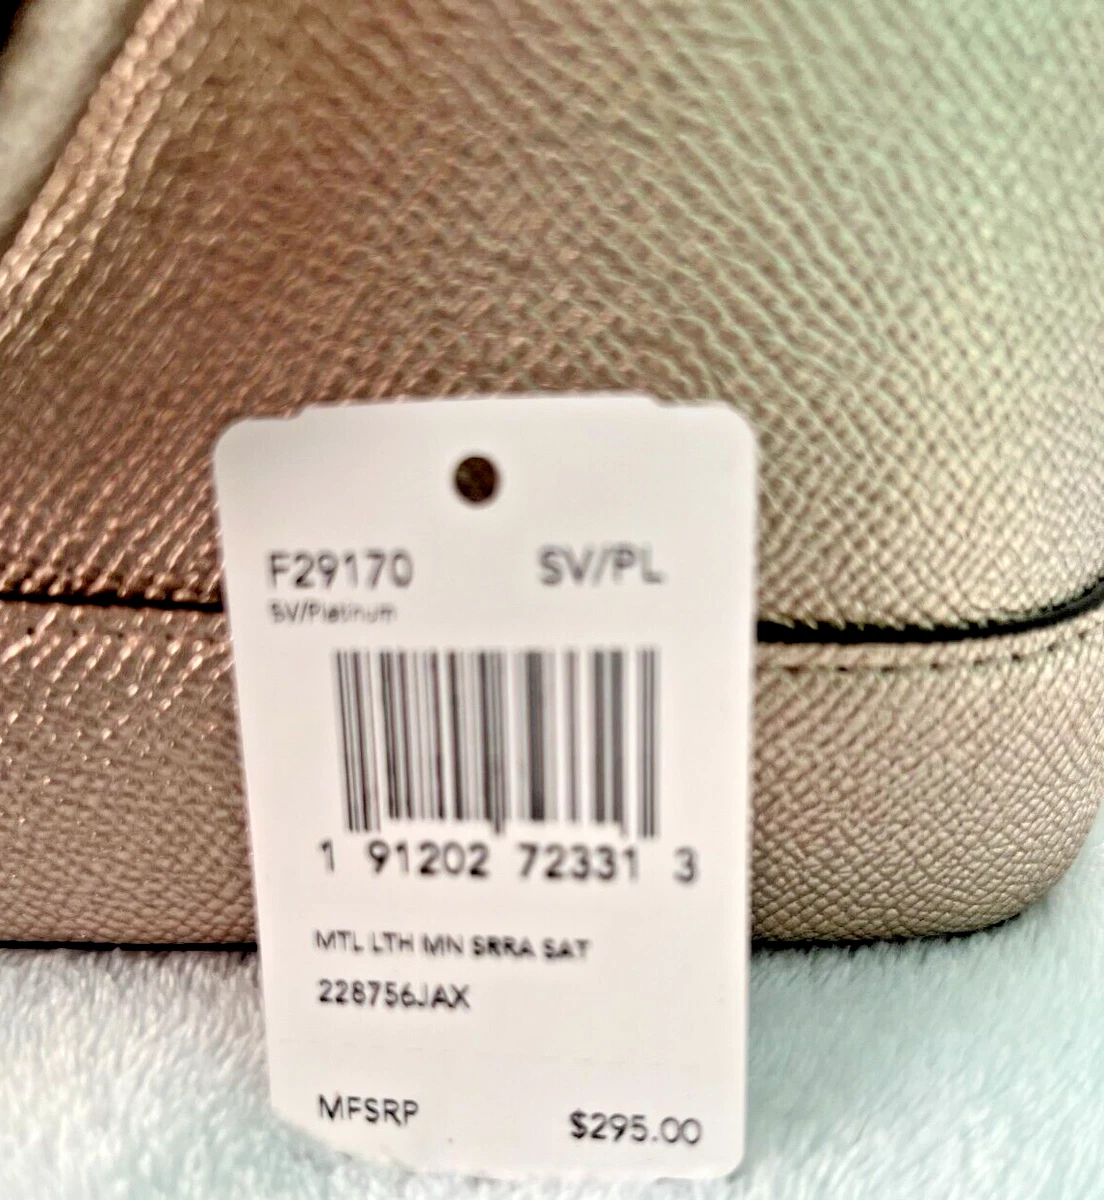 F29170 SV/PL
SV/Platinum
1 91202 72331 3
MTL LTH MN SRRA SAT
228756JAX
MFSRP $295.00